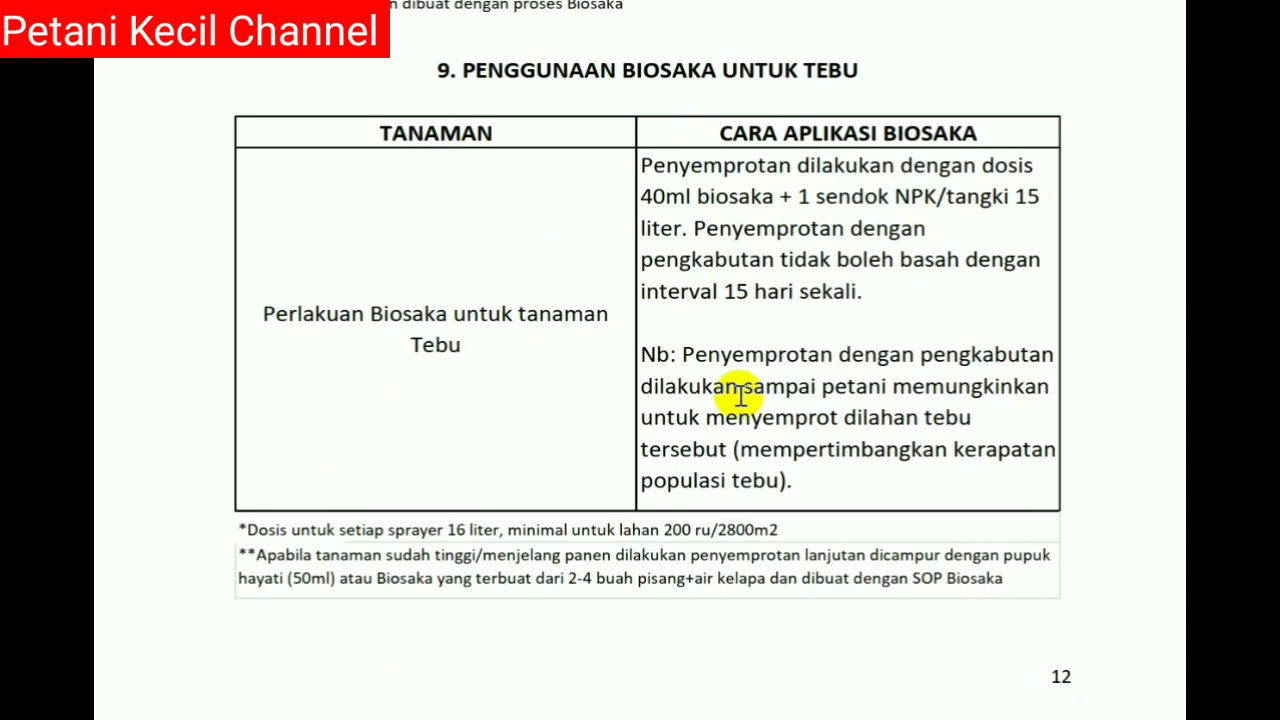 n dibuat dengan proses Biosaka
Petani Kecil Channel
9. PENGGUNAAN BIOSAKA UNTUK TEBU
TANAMAN
CARA APLIKASI BIOSAKA
Perlakuan Biosaka untuk tanaman
Tebu
Penyemprotan dilakukan dengan dosis
40ml biosaka + 1 sendok NPK/tangki 15
liter. Penyemprotan dengan
pengkabutan tidak boleh basah dengan
interval 15 hari sekali.
Nb: Penyemprotan dengan pengkabutan
dilakukan sampai petani memungkinkan
untuk menyemprot dilahan tebu
tersebut (mempertimbangkan kerapatan
populasi tebu).
*Dosis untuk setiap sprayer 16 liter, minimal untuk lahan 200 ru/2800m2
**Apabila tanaman sudah tinggi/menjelang panen dilakukan penyemprotan lanjutan dicampur dengan pupuk
hayati (50ml) atau Biosaka yang terbuat dari 2-4 buah pisang+air kelapa dan dibuat dengan SOP Biosaka
12